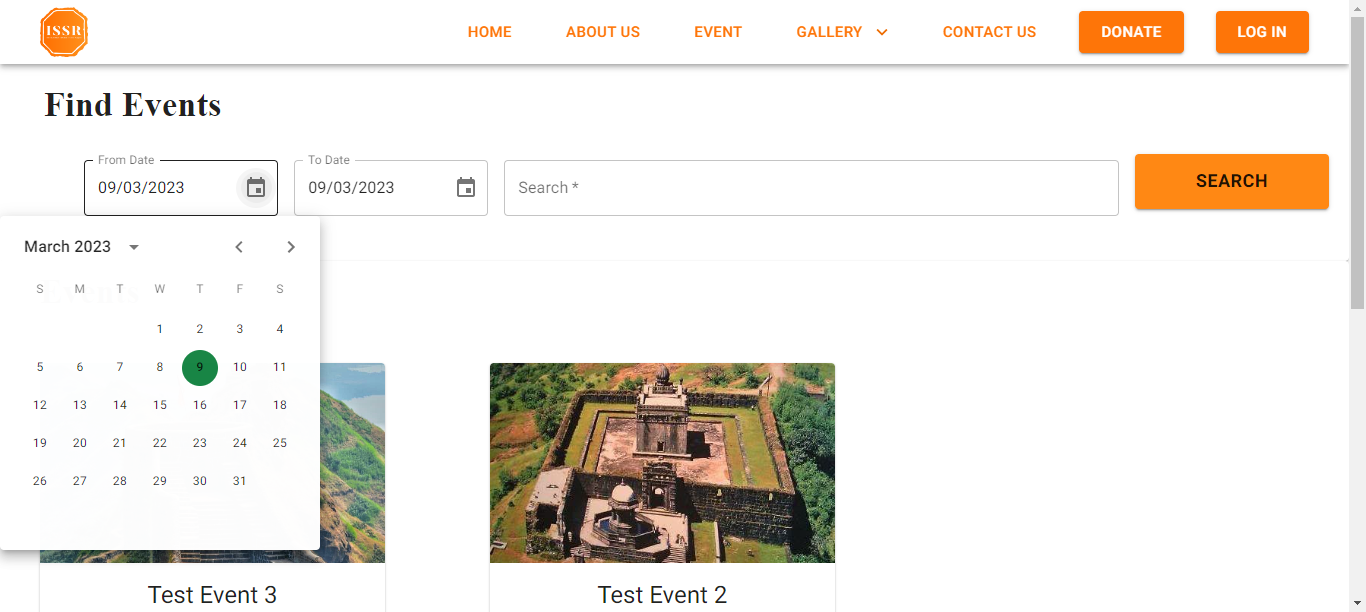 ISSR
HOME ABOUT US EVENT GALLERY CONTACT US DONATE LOG IN
Find Events
From Date To Date
09/03/2023 09/03/2023 Search * SEARCH
March 2023
S M T W T F S
Events
1 2 3 4
5 6 7 8 9 10 11
12 13 14 15 16 17 18
19 20 21 22 23 24 25
26 27 28 29 30 31
Test Event 3 Test Event 2